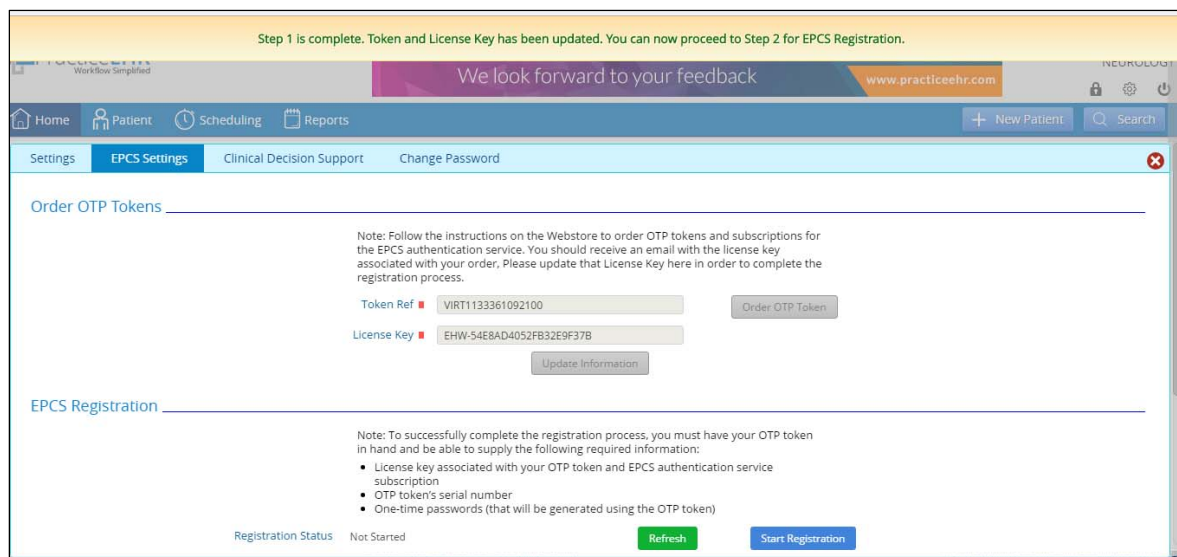 Step 1 is complete. Token and License Key has been updated. You can now proceed to Step 2 for EPCS Registration.
Workflow Simplified
We look forward to your feedback
www.practiceehr.com
NEUROLOGY
Home
Patient
Scheduling
Reports
New Patient
Search
Settings
EPCS Settings
Clinical Decision Support
Change Password
Order OTP Tokens
Note: Follow the instructions on the Webstore to order OTP tokens and subscriptions for
the EPCS authentication service. You should receive an email with the license key
associated with your order, Please update that License Key here in order to complete the
registration process.
Token Ref VIRT1133361092100 Order OTP Token
License Key EHW-54E8AD4052FB32E9F37B
Update Information
EPCS Registration
Note: To successfully complete the registration process, you must have your OTP token
in hand and be able to supply the following required information:
• License key associated with your OTP token and EPCS authentication service
subscription
• OTP token's serial number
• One-time passwords (that will be generated using the OTP token)
Registration Status Not Started Refresh Start Registration